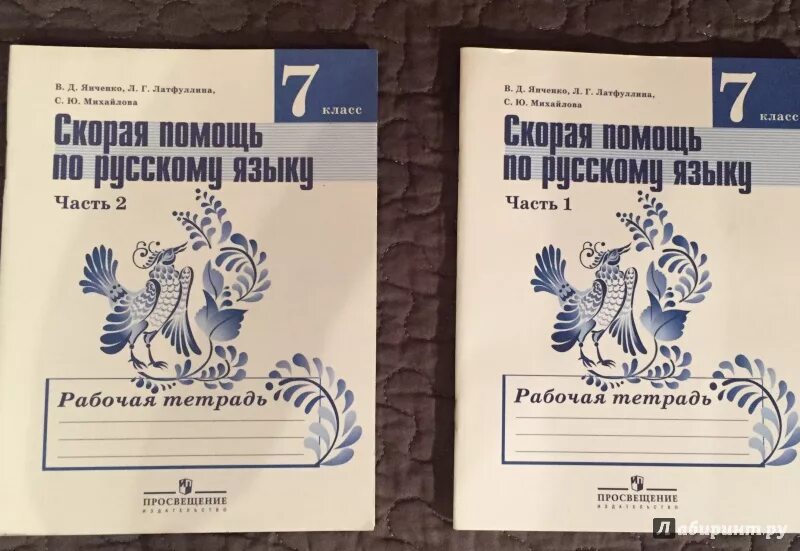 В. Д. Янченко, Л. Г. Латфуллина,
С. Ю. Михайлова
7
класс
Скорая помощь
по русскому языку
Часть 2
Рабочая тетрадь
ПРОСВЕЩЕНИЕ
ИЗДАТЕЛЬСТВО
В. Д. Янченко, Л. Г. Латфуллина,
С. Ю. Михайлова
7
класс
Скорая помощь
по русскому языку
Часть 1
Рабочая тетрадь
ПРОСВЕЩЕНИЕ
ИЗДАТЕЛЬСТВО
Лабиринт.ру